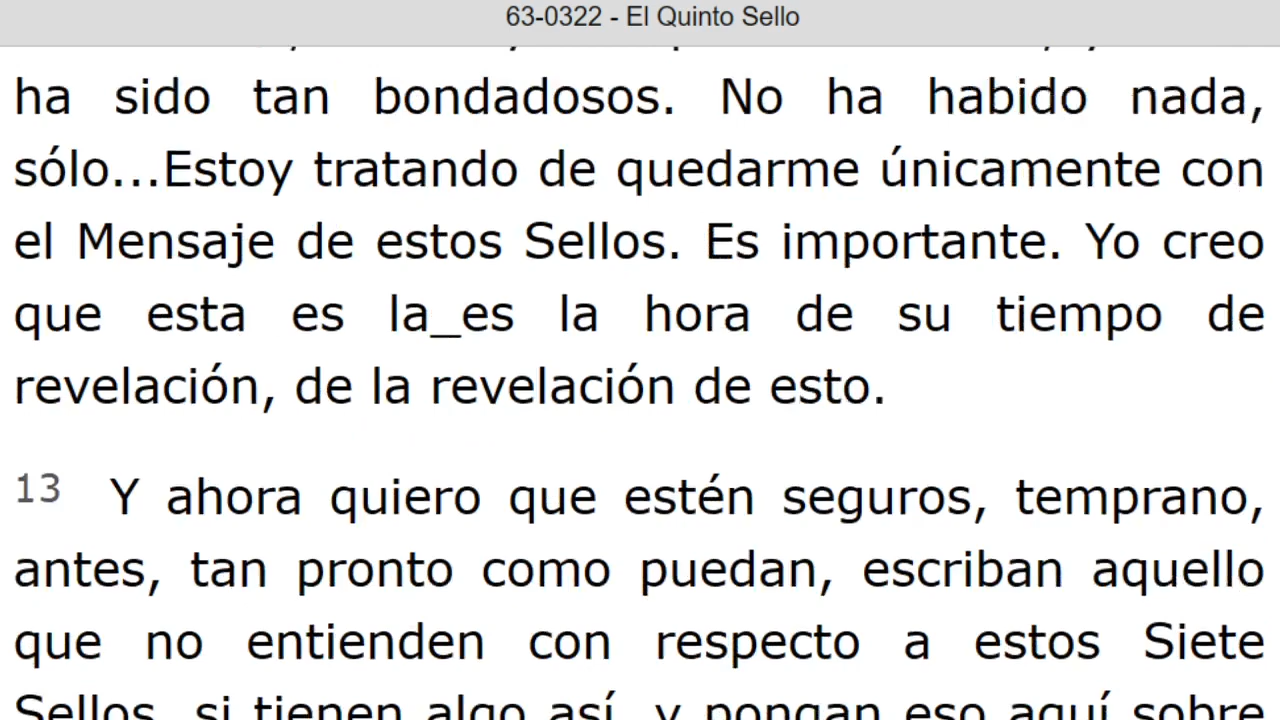 63-0322 - El Quinto Sello
ha sido tan bondadosos. No ha habido nada,
sólo...Estoy tratando de quedarme únicamente con
el Mensaje de estos Sellos. Es importante. Yo creo
que esta es la_es la hora de su tiempo de
revelación, de la revelación de esto.
13 Y ahora quiero que estén seguros, temprano,
antes, tan pronto como puedan, escriban aquello
que no entienden con respecto a estos Siete
Sellos, si tienen algo así, y pongan eso aquí sobre